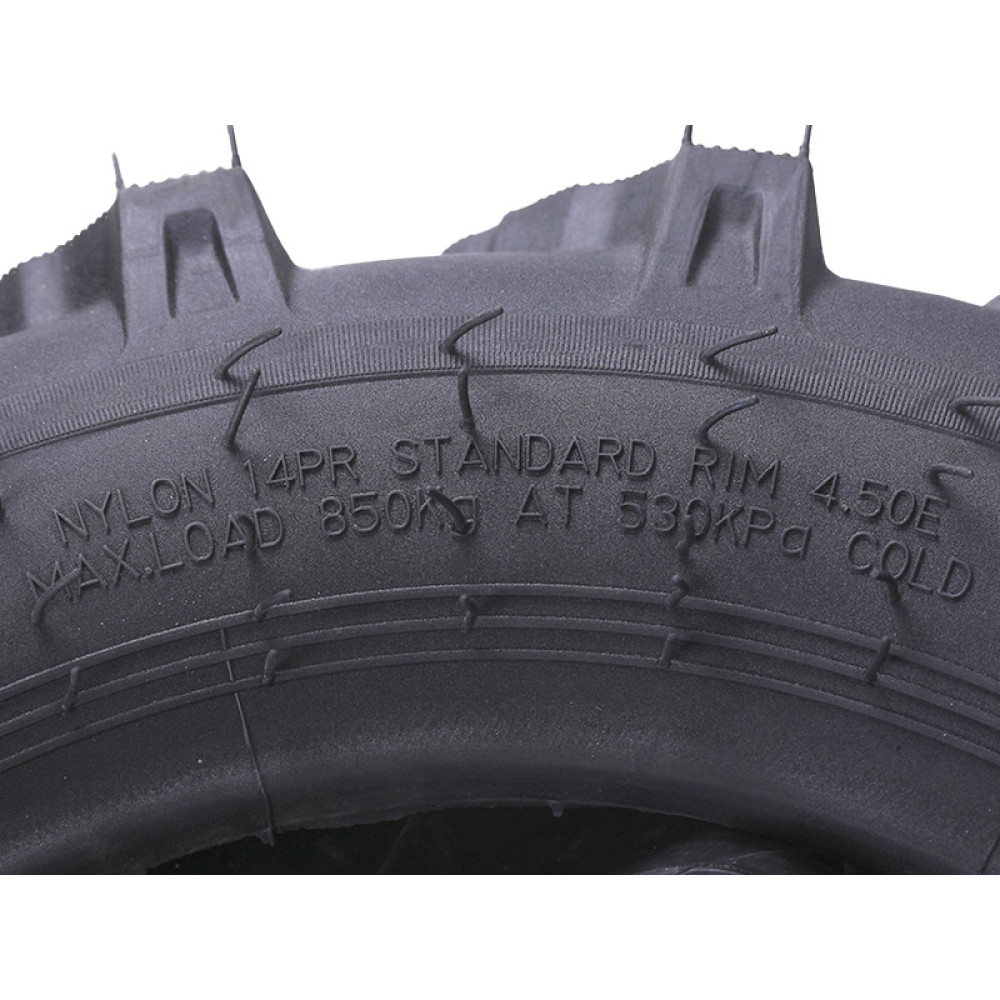 NYLON 14PR STANDARD RIM 4.50E
MAX.LOAD 850Kg AT 530KPa COLD